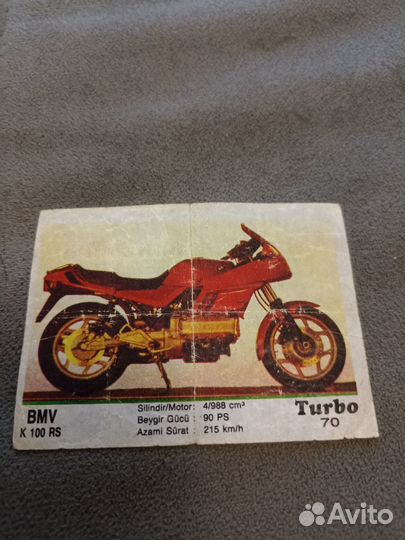 BMV
K 100 RS
Silindir/Motor: 4/988 cm³
Beygir Gücü : 90 PS
Azami Sürat : 215 km/h
Turbo
70
Avito